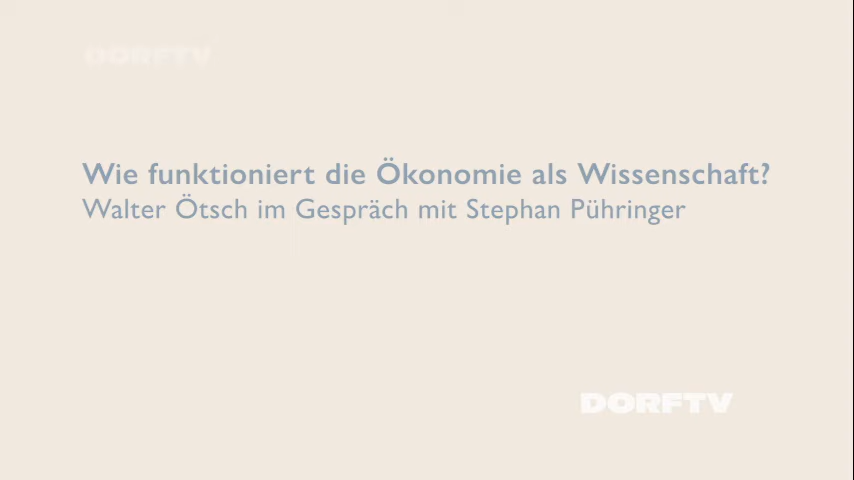 DORFTV
Wie funktioniert die Ökonomie als Wissenschaft?
Walter Ötsch im Gespräch mit Stephan Pühringer
DORFTV